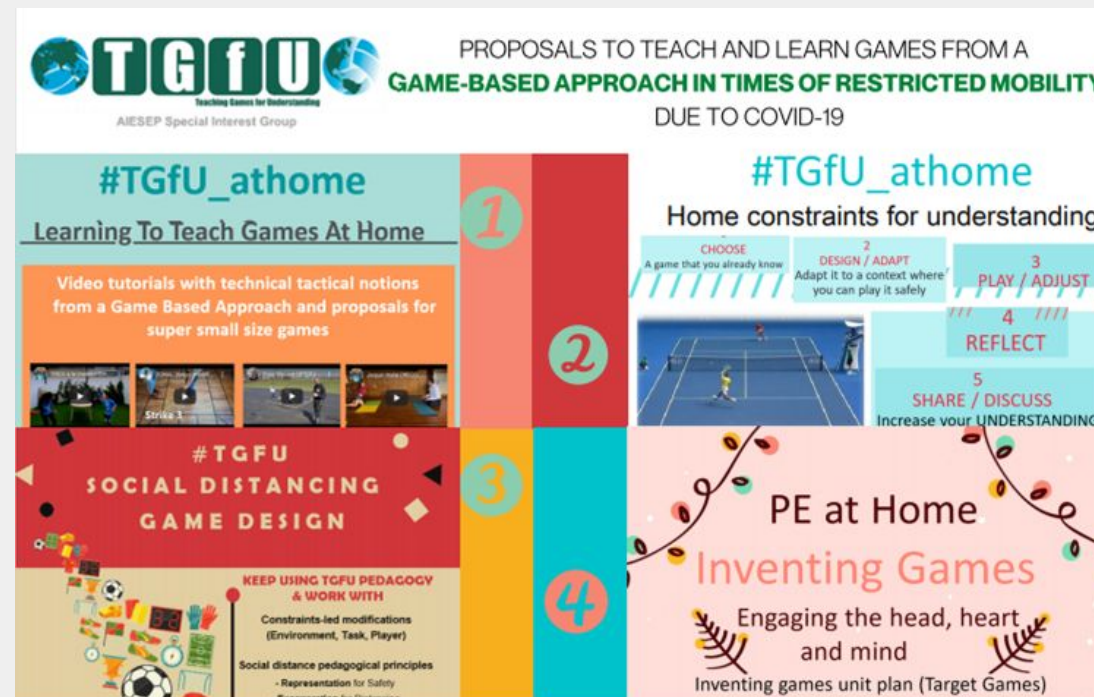 TGfU
Teaching Games for Understanding
AIESEP Special Interest Group
PROPOSALS TO TEACH AND LEARN GAMES FROM A
GAME-BASED APPROACH IN TIMES OF RESTRICTED MOBILITY
DUE TO COVID-19
#TGfU_athome
Learning To Teach Games At Home
Video tutorials with technical tactical notions
from a Game Based Approach and proposals for
super small size games
Strike 3
1
2
#TGfU_athome
Home constraints for understanding
CHOOSE
A game that you already know
2
DESIGN / ADAPT
Adapt it to a context where
you can play it safely
3
PLAY / ADJUST
4
REFLECT
5
SHARE / DISCUSS
Increase your UNDERSTANDING
#TGFU
SOCIAL DISTANCING
GAME DESIGN
KEEP USING TGFU PEDAGOGY
& WORK WITH
Constraints-led modifications
(Environment, Task, Player)
Social distance pedagogical principles
- Representation for Safety
3
4
PE at Home
Inventing Games
Engaging the head, heart
and mind
Inventing games unit plan (Target Games)